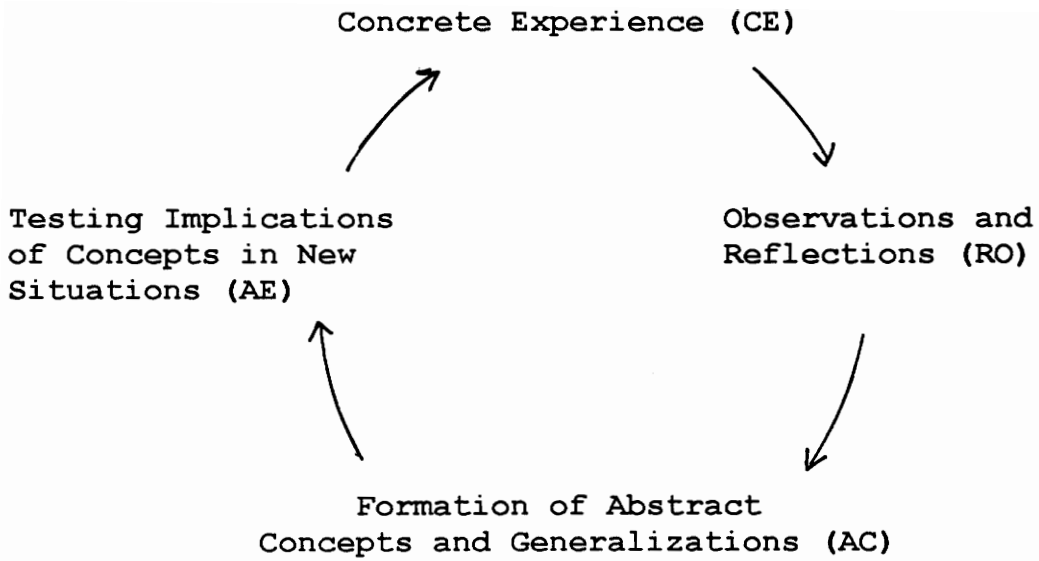 Concrete Experience (CE)
Observations and
Reflections (RO)
Formation of Abstract
Concepts and Generalizations (AC)
Testing Implications
of Concepts in New
Situations (AE)